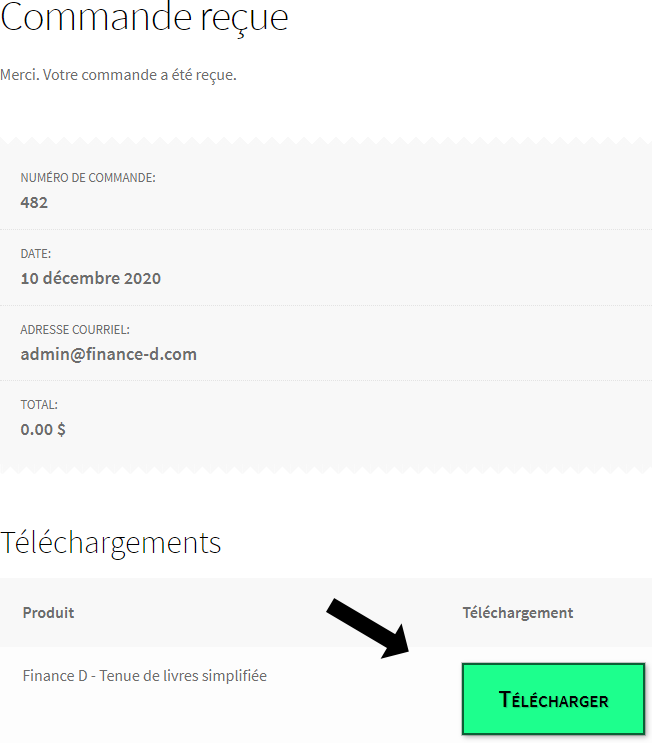 Commande reçue
Merci. Votre commande a été reçue.
NUMÉRO DE COMMANDE:
482
DATE:
10 décembre 2020
ADRESSE COURRIEL:
admin@finance-d.com
TOTAL:
0.00 $
Téléchargements
Produit Téléchargement
Finance D - Tenue de livres simplifiée
TÉLÉCHARGER